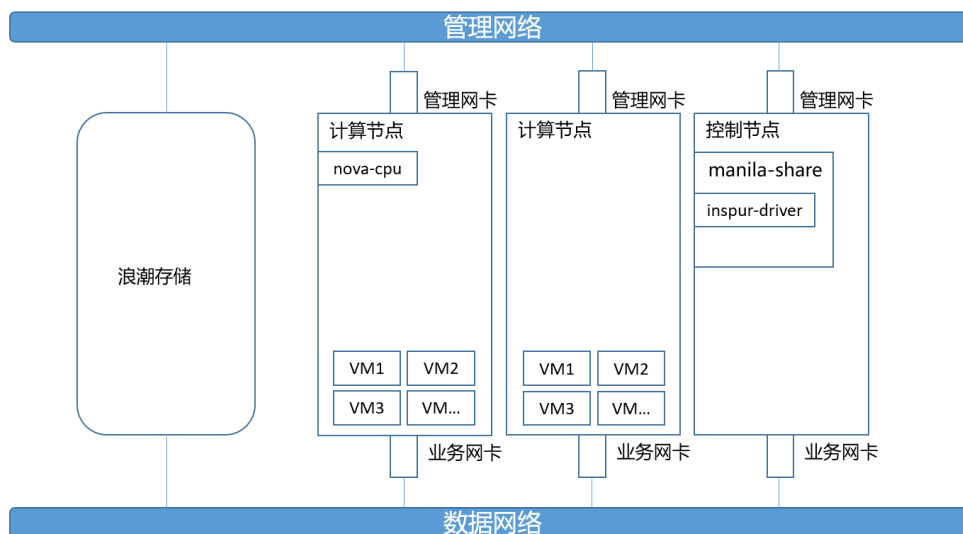 管理网络
管理网卡
管理网卡
管理网卡
计算节点
计算节点
控制节点
nova-cpu
manila-share
inspur-driver
浪潮存储
VM1 VM2
VM3 VM...
VM1 VM2
VM3 VM...
业务网卡
业务网卡
业务网卡
数据网络